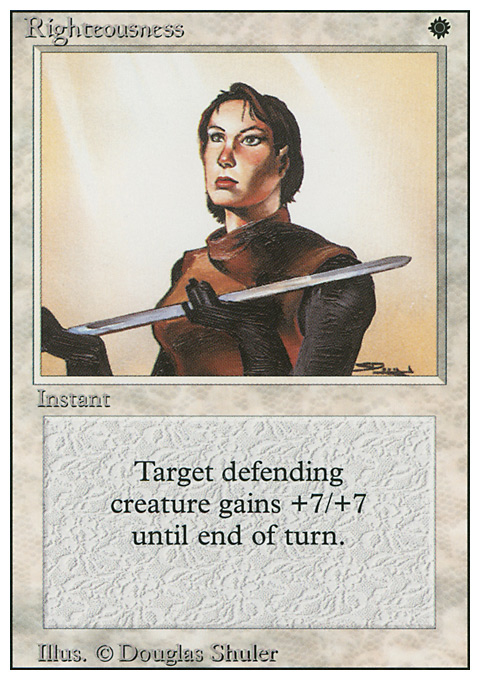 Righteousness
Instant
Target defending
creature gains +7/+7
until end of turn.
Illus. © Douglas Shuler